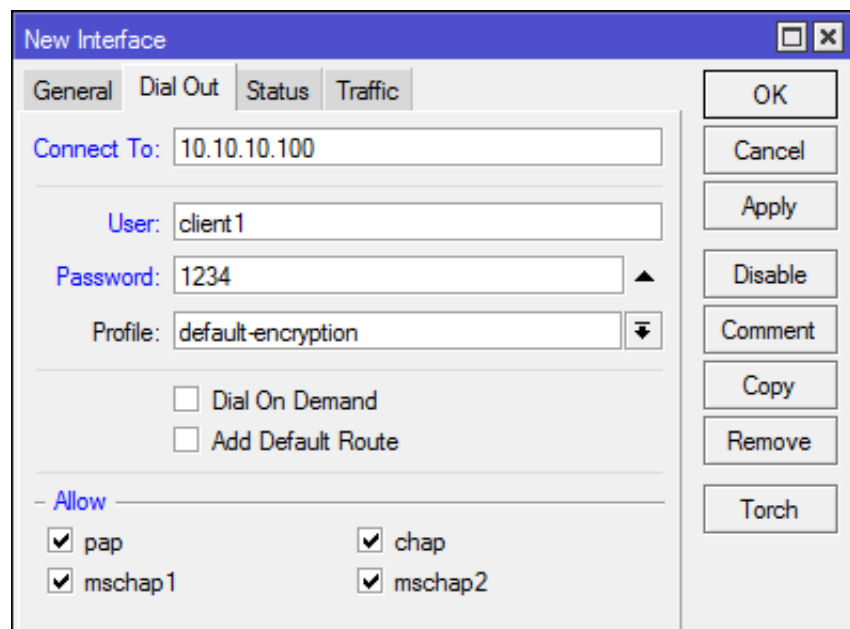 New Interface
General Dial Out Status Traffic
Connect To: 10.10.10.100
User: client1
Password: 1234
Profile: default-encryption
Dial On Demand
Add Default Route
Allow
pap chap
mschap1 mschap2
OK
Cancel
Apply
Disable
Comment
Copy
Remove
Torch